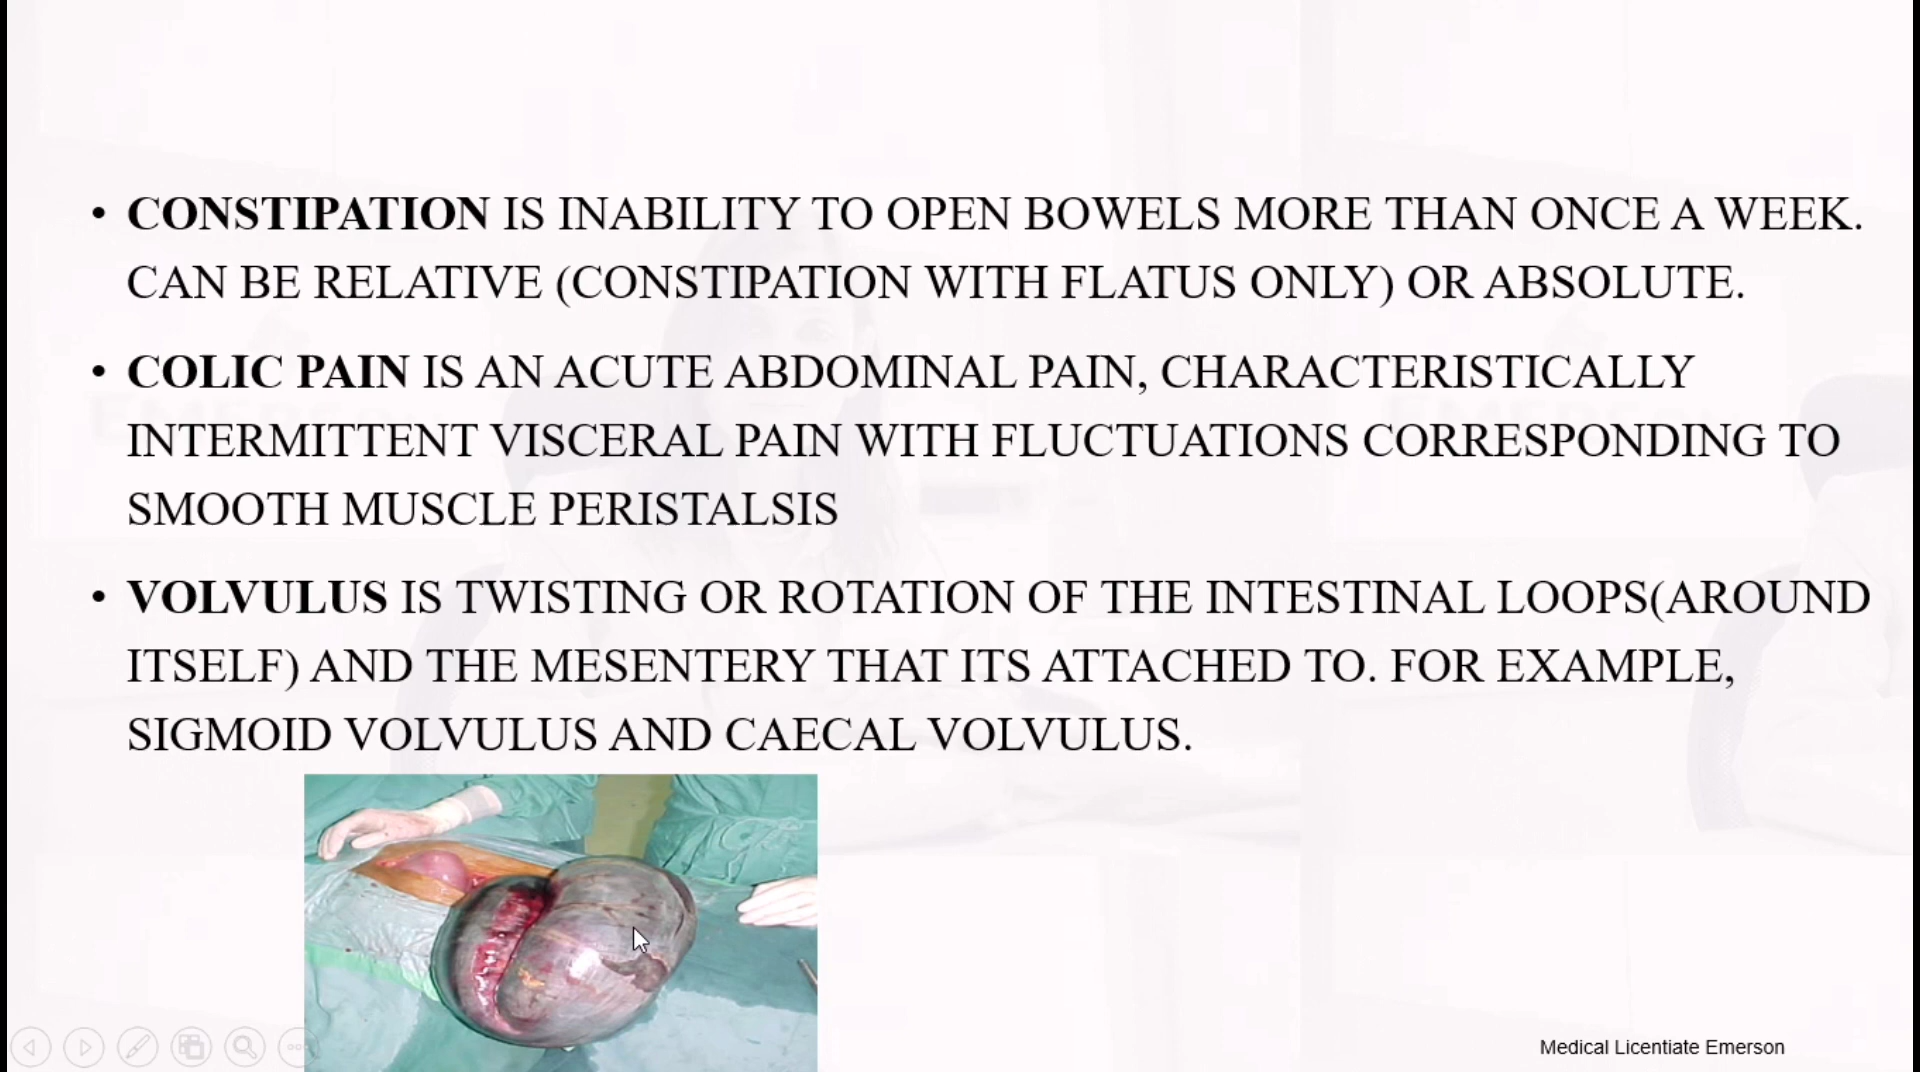 • CONSTIPATION IS INABILITY TO OPEN BOWELS MORE THAN ONCE A WEEK.
CAN BE RELATIVE (CONSTIPATION WITH FLATUS ONLY) OR ABSOLUTE.
• COLIC PAIN IS AN ACUTE ABDOMINAL PAIN, CHARACTERISTICALLY
INTERMITTENT VISCERAL PAIN WITH FLUCTUATIONS CORRESPONDING TO
SMOOTH MUSCLE PERISTALSIS
• VOLVULUS IS TWISTING OR ROTATION OF THE INTESTINAL LOOPS(AROUND
ITSELF) AND THE MESENTERY THAT ITS ATTACHED TO. FOR EXAMPLE,
SIGMOID VOLVULUS AND CAECAL VOLVULUS.
Medical Licentiate Emerson